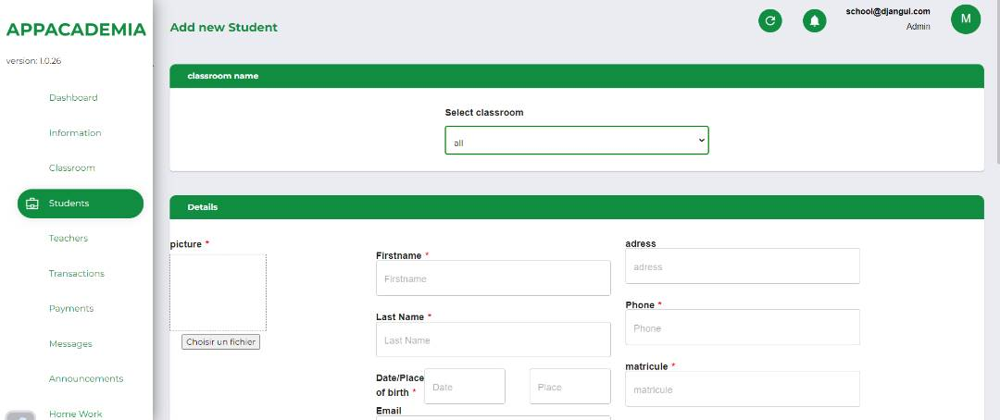 APPACADEMIA
version: 1.0.26
Dashboard
Information
Classroom
Students
Teachers
Transactions
Payments
Messages
Announcements
Home Work
Add new Student
school@djangui.com
Admin
M
classroom name
Select classroom
all
Details
picture *
Choisir un fichier
Firstname *
Firstname
Last Name *
Last Name
Date/Place
of birth *
Date
Place
Email
adress
adress
Phone *
Phone
matricule *
matricule